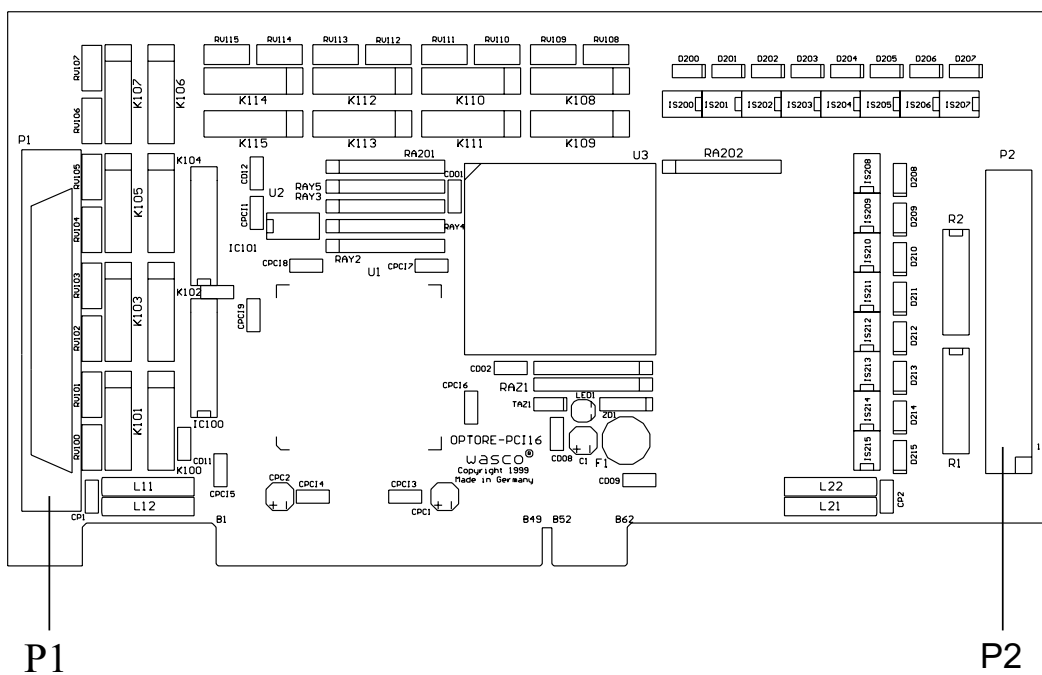 RV115 RV114 RV113 RV112 RV111 RV110 RV109 RV108
D200 D201 D202 D203 D204 D205 D206 D207
RV107 K107 K106
K114 K112 K110 K108
IS200 IS201 IS202 IS203 IS204 IS205 IS206 IS207
RV106
K115 K113 K111 K109
P1
K104 RA201 U3 RA202 P2
RV105 CD12 CD01 IS208 D208
RAY5
U2
RAY3
K105
CPCI1 IS209 D209 R2
RV104 RAY4
IC101 IS210 D210
CPCI8 RAY2 CPCI7
U1
RV103 K102 IS211 D211
K103 CPCI9
RV102 IS212 D212
CD02 IS213 D213
RV101 CPCI6 RAZ1
TAZ1 LED1 ZD1
K101 IC100 IS214 D214
RV100 OPTORE-PCI16
wasco®
Copyright 1999
Made in Germany
CD08 C1 F1 IS215 D215 R1 1
CD11 K100
CPCI5 CPC2 CPCI4 CPCI3 CPC1 CD09
L11 L22
CP1 L12 L21 CP2
B1 B49 B52 B62
P1 P2